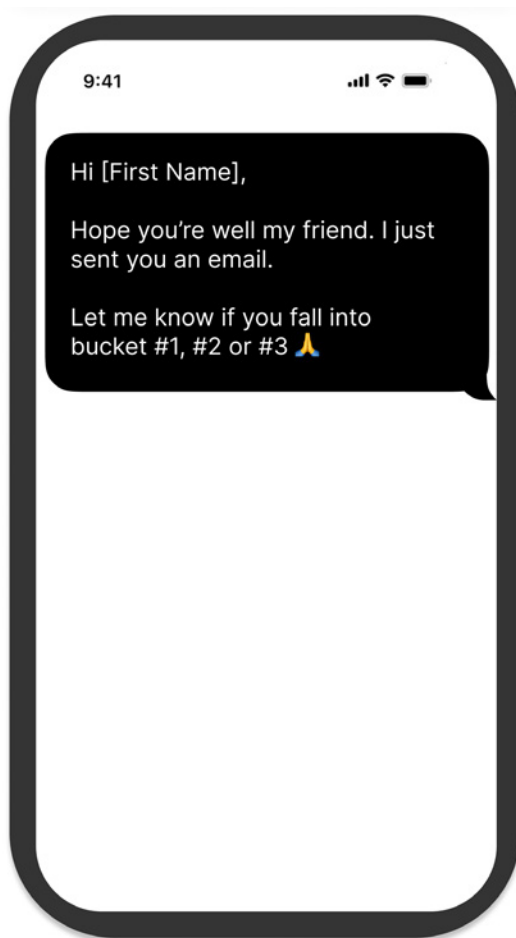 9:41
Hi [First Name],
Hope you’re well my friend. I just
sent you an email.
Let me know if you fall into
bucket #1, #2 or #3 🙏